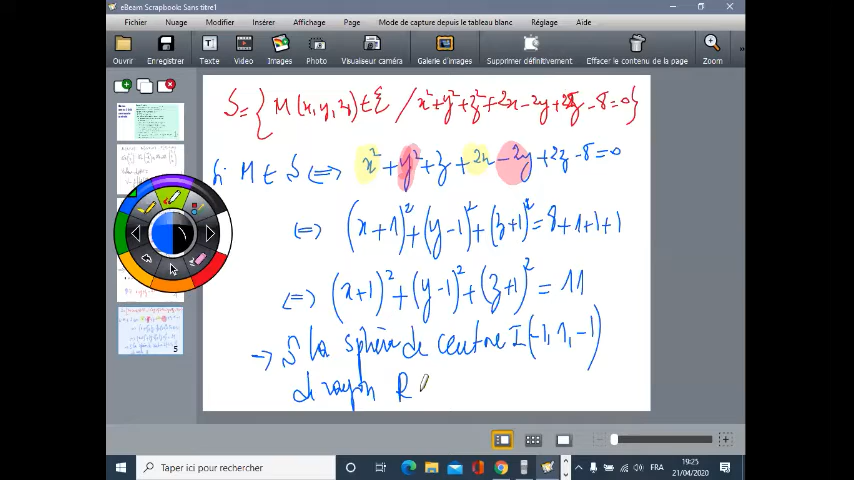 eBeam Scrapbook: Sans titre1
Fichier Nuage Modifier Insérer Affichage Page Mode de capture depuis le tableau blanc Réglage Aide
Ouvrir Enregistrer Texte Vidéo Images Photo Visualiseur caméra Galerie d'images Supprimer définitivement Effacer le contenu de la page Zoom
S={ M(x,y,z)∈ξ / x²+y²+z²+2x-2y+2z-8=0}
M ∈ S ⟺ x²+y²+z+2x-2y+2z-8=0
⟺ (x+1)²+(y-1)²+(z+1)²=8+1+1+1
⟺ (x+1)²+(y-1)²+(z+1)²=11
→ S la sphère de centre I(-1,1,-1)
de rayon R
5
Taper ici pour rechercher
FRA
19:25
21/04/2020